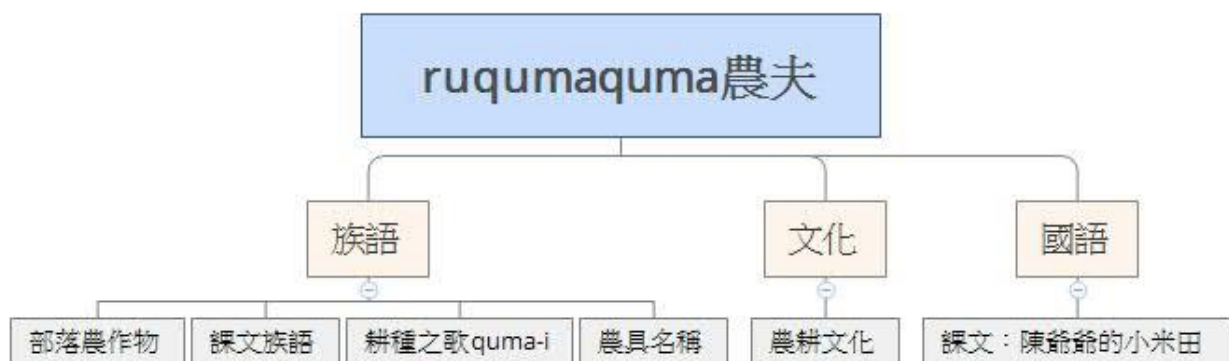 ruqumaquma農夫
族語
文化
國語
部落農作物
課文族語
耕種之歌quma-i
農具名稱
農耕文化
課文：陳爺爺的小米田